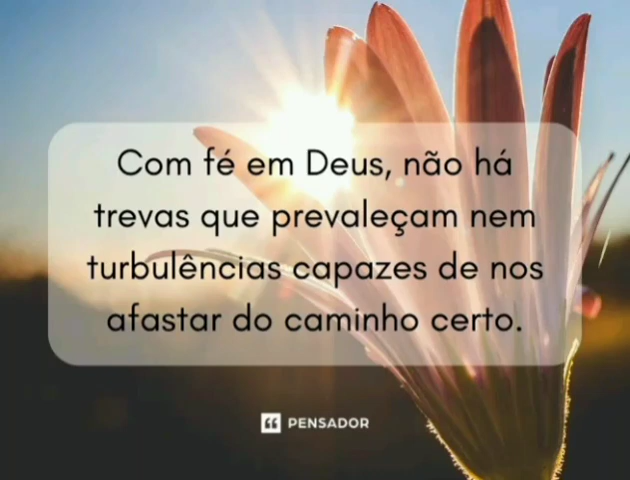 Com fé em Deus, não há
trevas que prevaleçam nem
turbulências capazes de nos
afastar do caminho certo.
PENSADOR